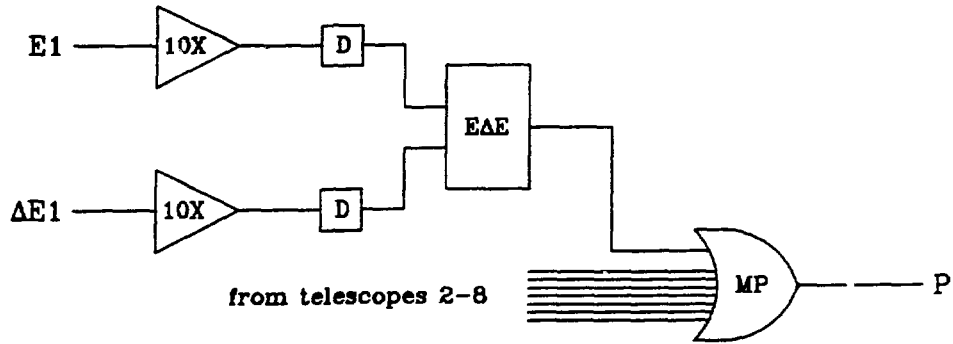 E1
10X
D
EΔE
ΔE1
10X
D
from telescopes 2-8
MP
P